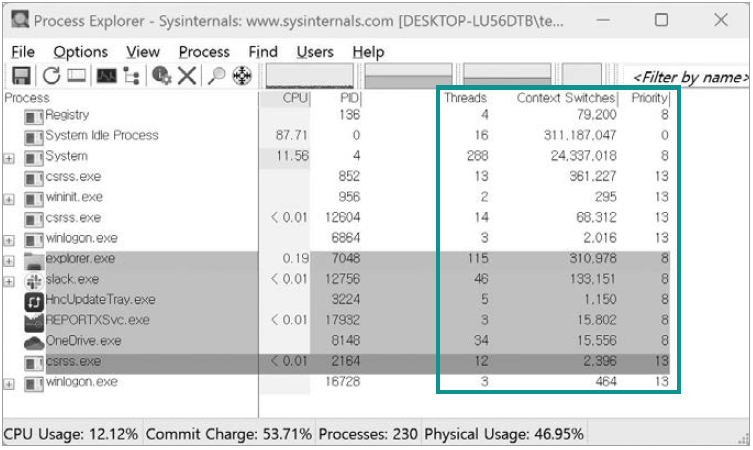 Process Explorer - Sysinternals: www.sysinternals.com [DESKTOP-LU56DTB\te...
File Options View Process Find Users Help
<Filter by name>
Process CPU PID Threads Context Switches Priority
Registry 136 4 79,200 8
System Idle Process 87.71 0 16 311,187,047 0
System 11.56 4 288 24,337,018 8
csrss.exe 852 13 361,227 13
wininit.exe 956 2 295 13
csrss.exe < 0.01 12604 14 68,312 13
winlogon.exe 6864 3 2,016 13
explorer.exe 0.19 7048 115 310,978 8
slack.exe < 0.01 12756 46 133,151 8
HncUpdateTray.exe 3224 5 1,150 8
REPORTXSvc.exe < 0.01 17932 3 15,802 8
OneDrive.exe 8148 34 15,556 8
csrss.exe < 0.01 2164 12 2,396 13
winlogon.exe 16728 3 464 13
CPU Usage: 12.12% Commit Charge: 53.71% Processes: 230 Physical Usage: 46.95%